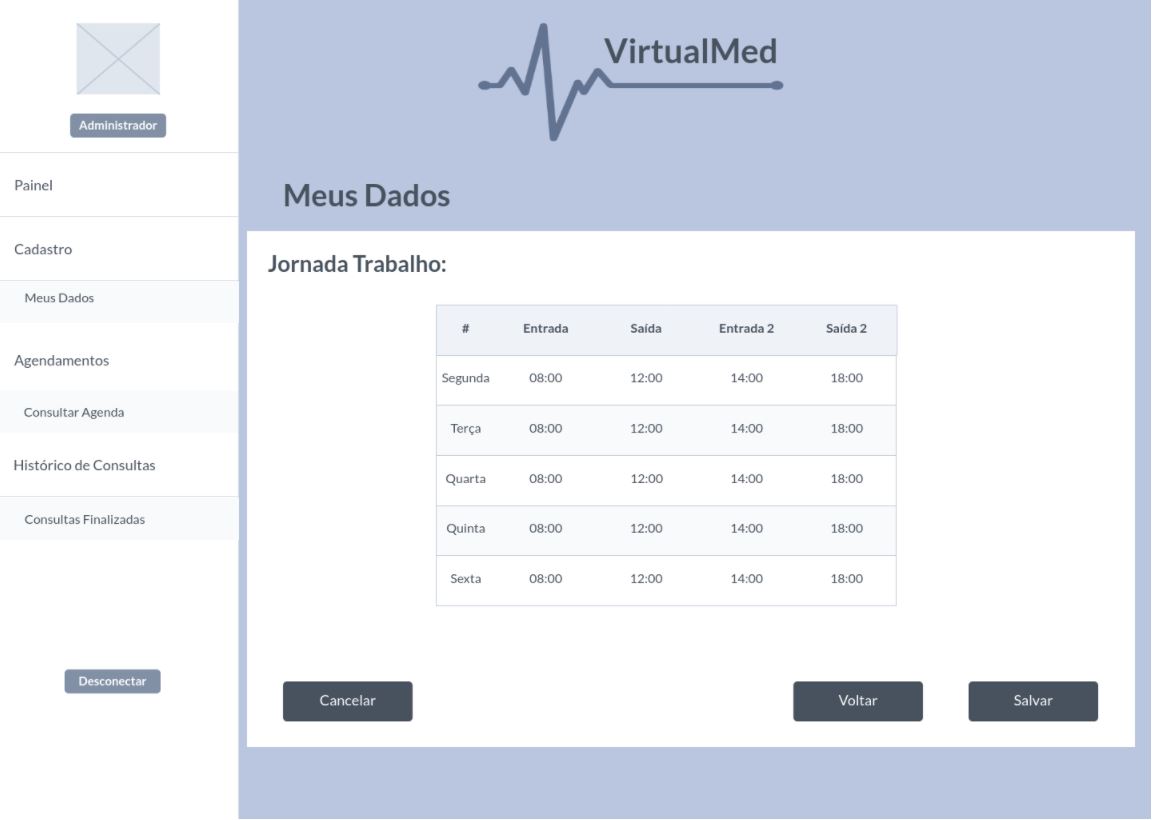 Administrador
Painel
Cadastro
Meus Dados
Agendamentos
Consultar Agenda
Histórico de Consultas
Consultas Finalizadas
Desconectar
VirtualMed
Meus Dados
Jornada Trabalho:
# Entrada Saída Entrada 2 Saída 2
Segunda 08:00 12:00 14:00 18:00
Terça 08:00 12:00 14:00 18:00
Quarta 08:00 12:00 14:00 18:00
Quinta 08:00 12:00 14:00 18:00
Sexta 08:00 12:00 14:00 18:00
Cancelar Voltar Salvar